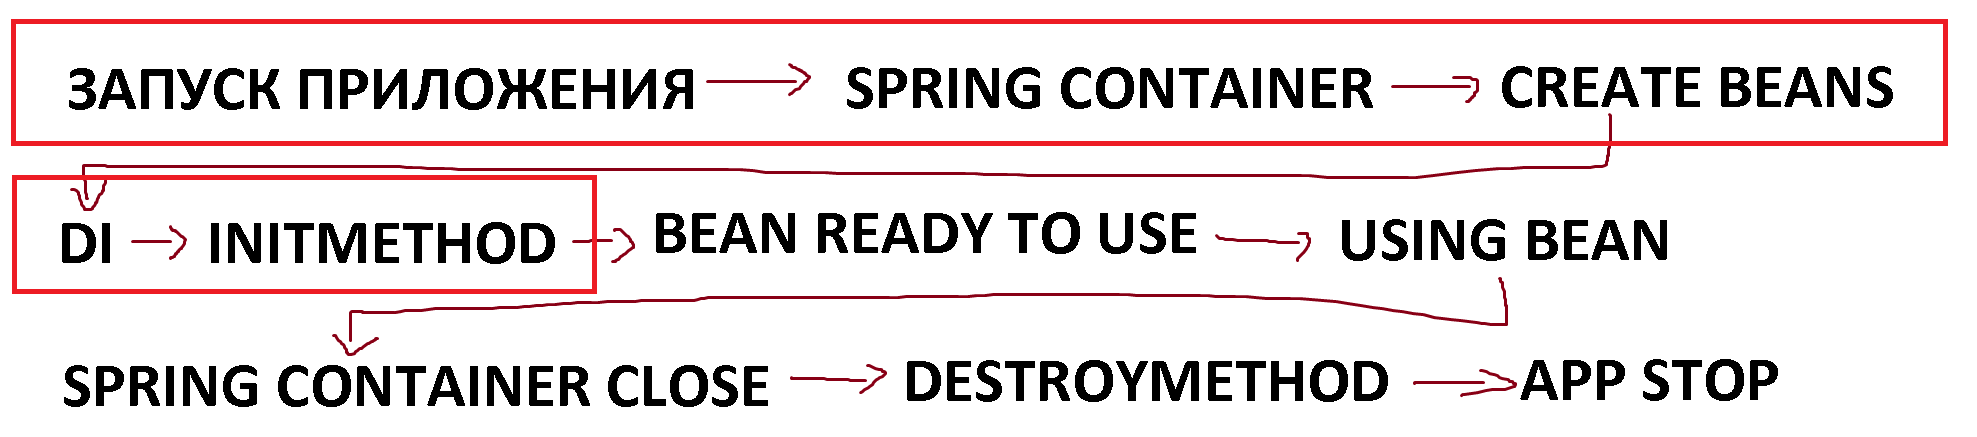 ЗАПУСК ПРИЛОЖЕНИЯ SPRING CONTAINER CREATE BEANS
DI INITMETHOD BEAN READY TO USE USING BEAN
SPRING CONTAINER CLOSE DESTROYMETHOD APP STOP